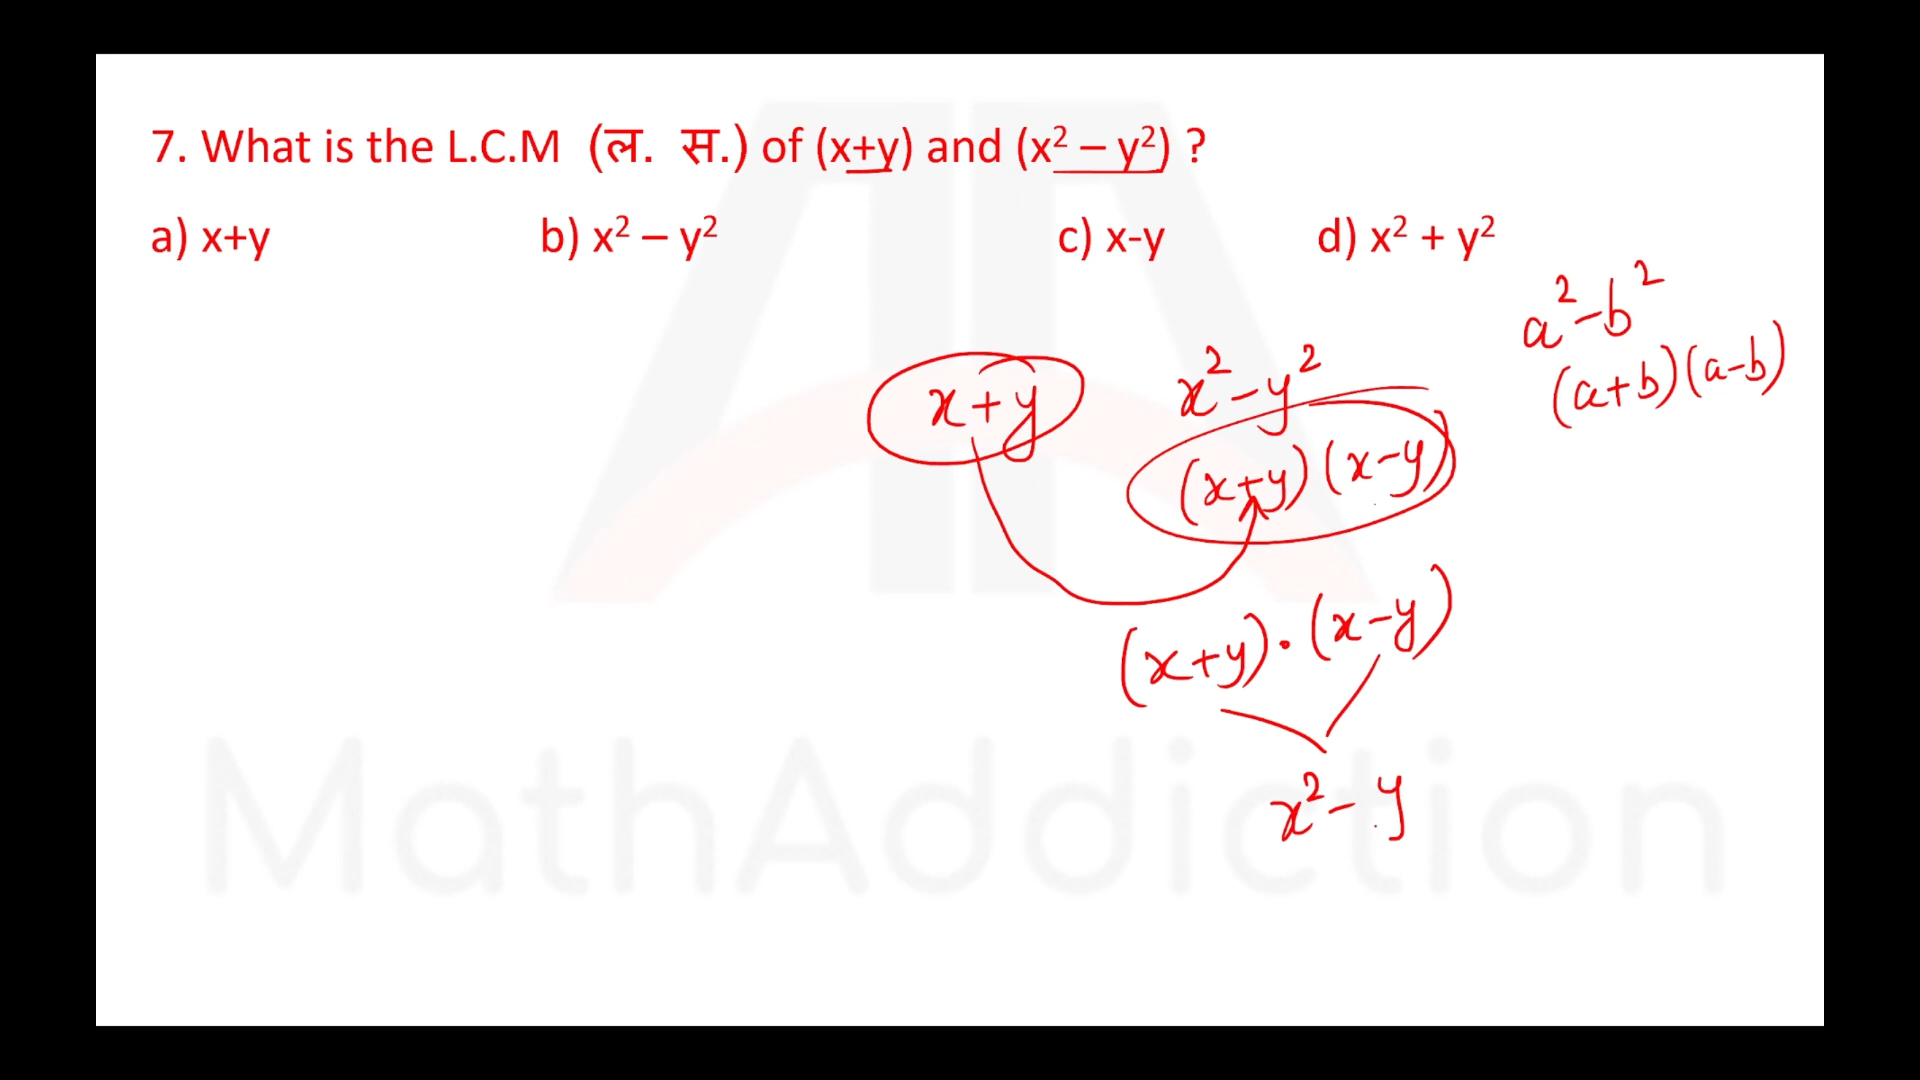 7. What is the L.C.M (ल. स.) of (x+y) and (x² – y²) ?
a) x+y b) x² – y² c) x-y d) x² + y²
a²-b²
(a+b)(a-b)
x+y x²-y²
(x+y)(x-y)
(x+y)·(x-y)
x²-y
MathAddiction